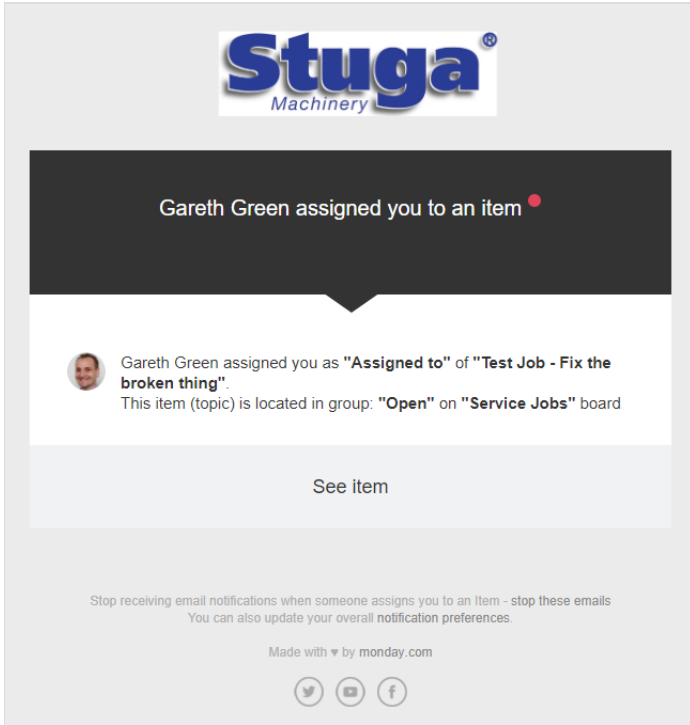 Stuga®
Machinery
Gareth Green assigned you to an item
Gareth Green assigned you as "Assigned to" of "Test Job - Fix the
broken thing".
This item (topic) is located in group: "Open" on "Service Jobs" board
See item
Stop receiving email notifications when someone assigns you to an Item - stop these emails
You can also update your overall notification preferences.
Made with ♥ by monday.com